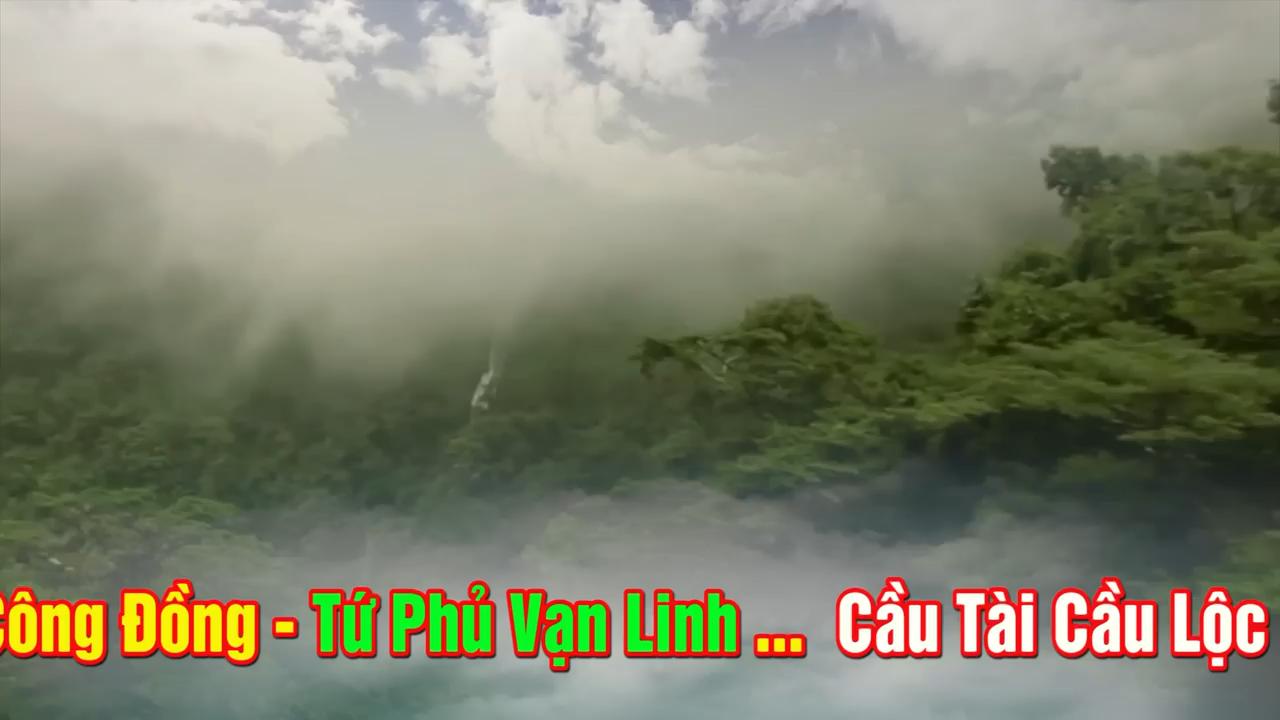 Công Đồng - Tứ Phủ Vạn Linh ... Cầu Tài Cầu Lộc